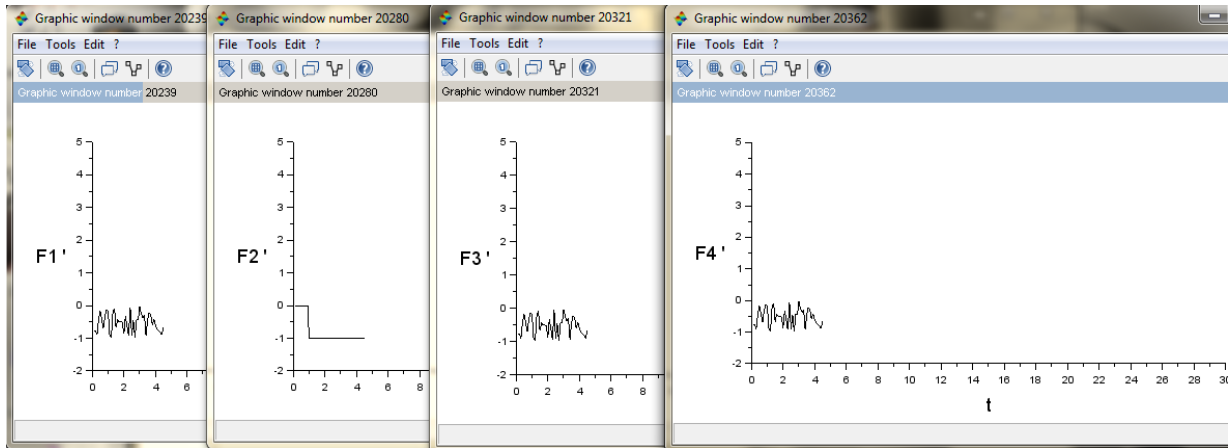 Graphic window number 20239
File Tools Edit ?
Graphic window number 20239
5
4
3
2
1
0
-1
-2
F1 '
0 2 4 6
Graphic window number 20280
File Tools Edit ?
Graphic window number 20280
5
4
3
2
1
0
-1
-2
F2 '
0 2 4 6 8
Graphic window number 20321
File Tools Edit ?
Graphic window number 20321
5
4
3
2
1
0
-1
-2
F3 '
0 2 4 6 8
Graphic window number 20362
File Tools Edit ?
Graphic window number 20362
5
4
3
2
1
0
-1
-2
F4 '
0 2 4 6 8 10 12 14 16 18 20 22 24 26 28 30
t